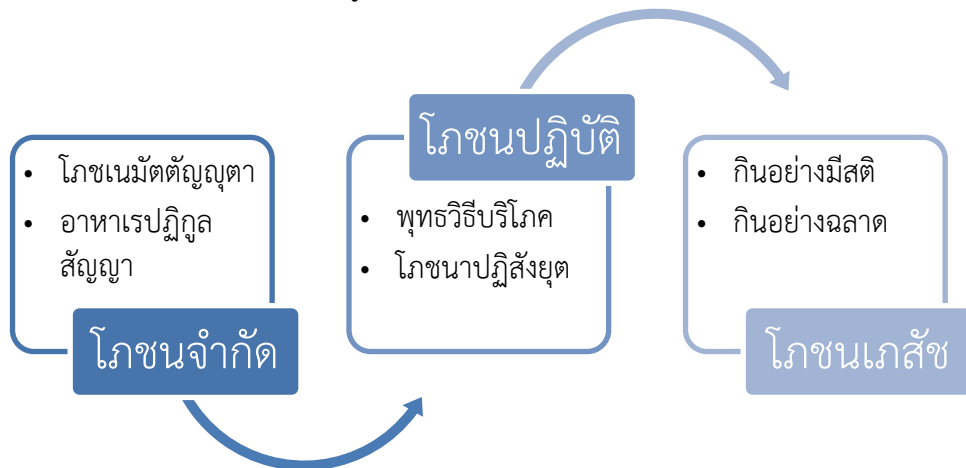 • โภชเนมัตตัญญุตา
• อาหาเรปฏิกูล
สัญญา
โภชนจำกัด
โภชนปฏิบัติ
• พุทธวิธีบริโภค
• โภชนาปฏิสังยุต
• กินอย่างมีสติ
• กินอย่างฉลาด
โภชนเภสัช